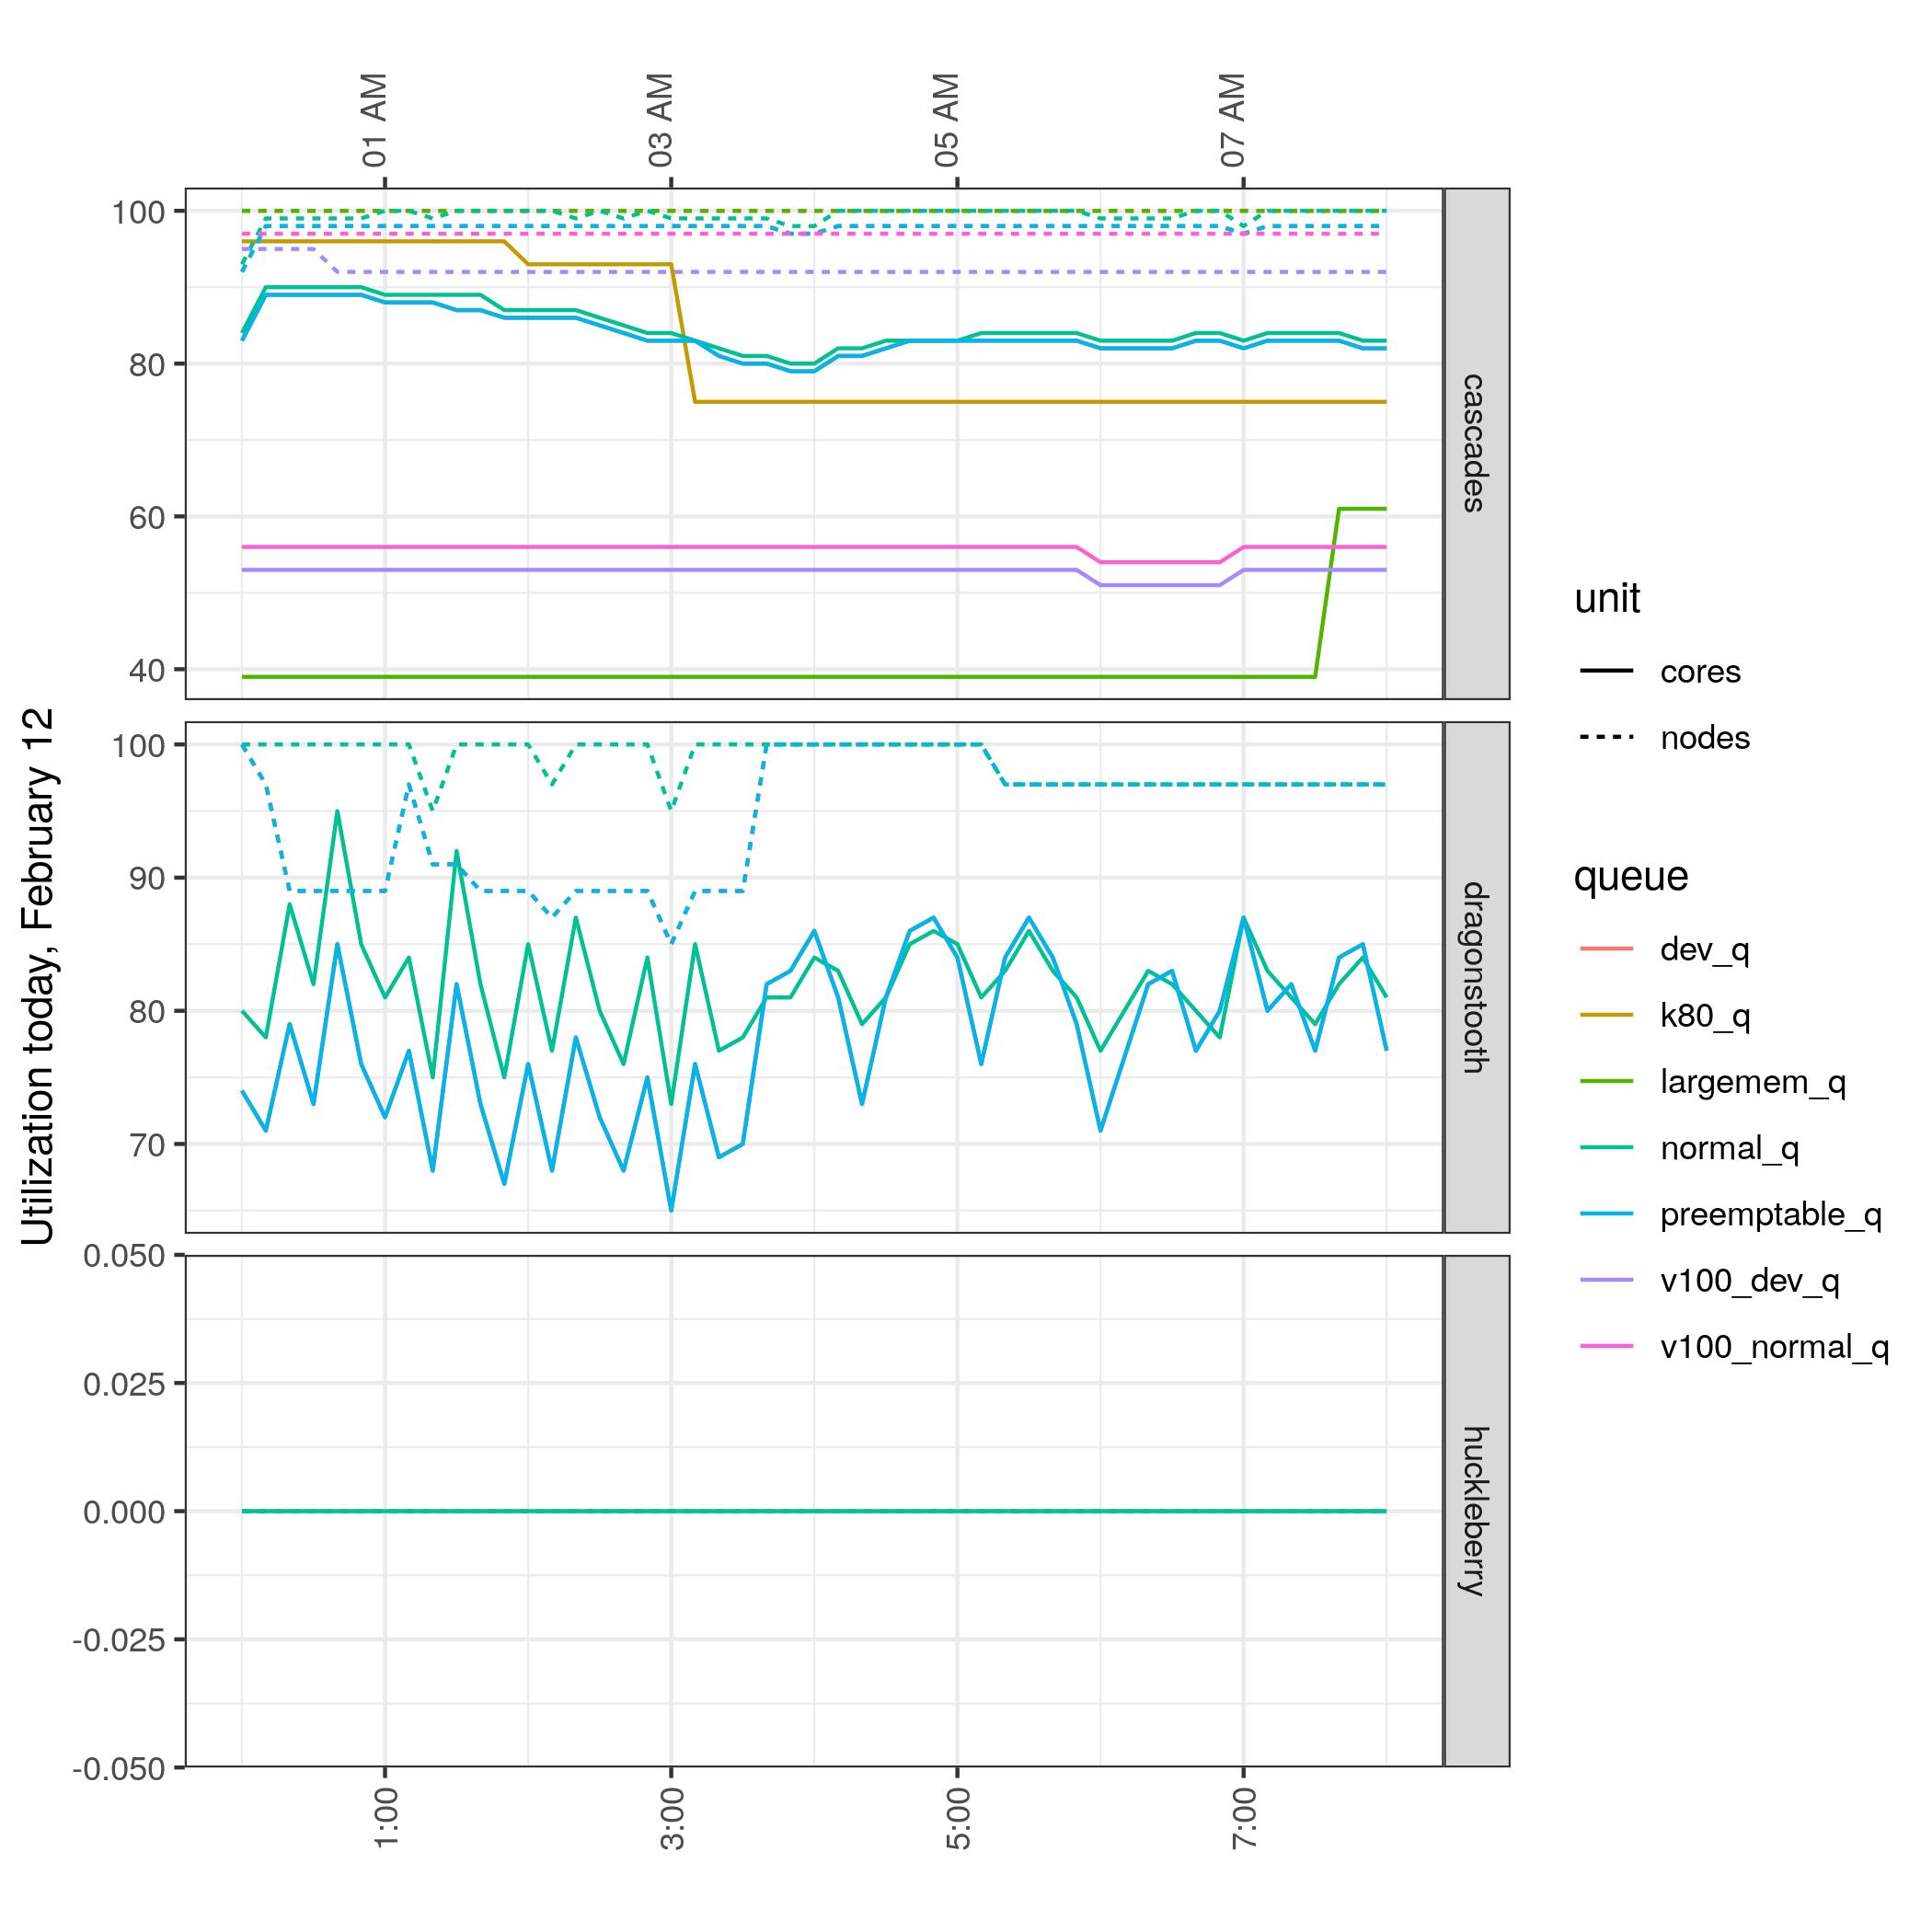 01 AM
03 AM
05 AM
07 AM
100
80
60
40
cascades
Utilization today, February 12
100
90
80
70
dragonstooth
0.050
0.025
0.000
-0.025
-0.050
huckleberry
1:00
3:00
5:00
7:00
unit
cores
nodes
queue
dev_q
k80_q
largemem_q
normal_q
preemptable_q
v100_dev_q
v100_normal_q